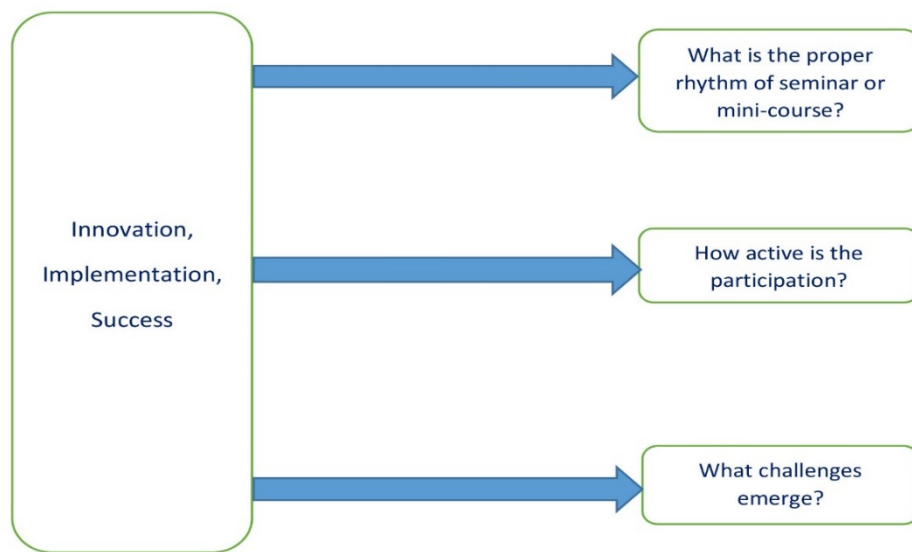 Innovation,
Implementation,
Success
What is the proper
rhythm of seminar or
mini-course?
How active is the
participation?
What challenges
emerge?